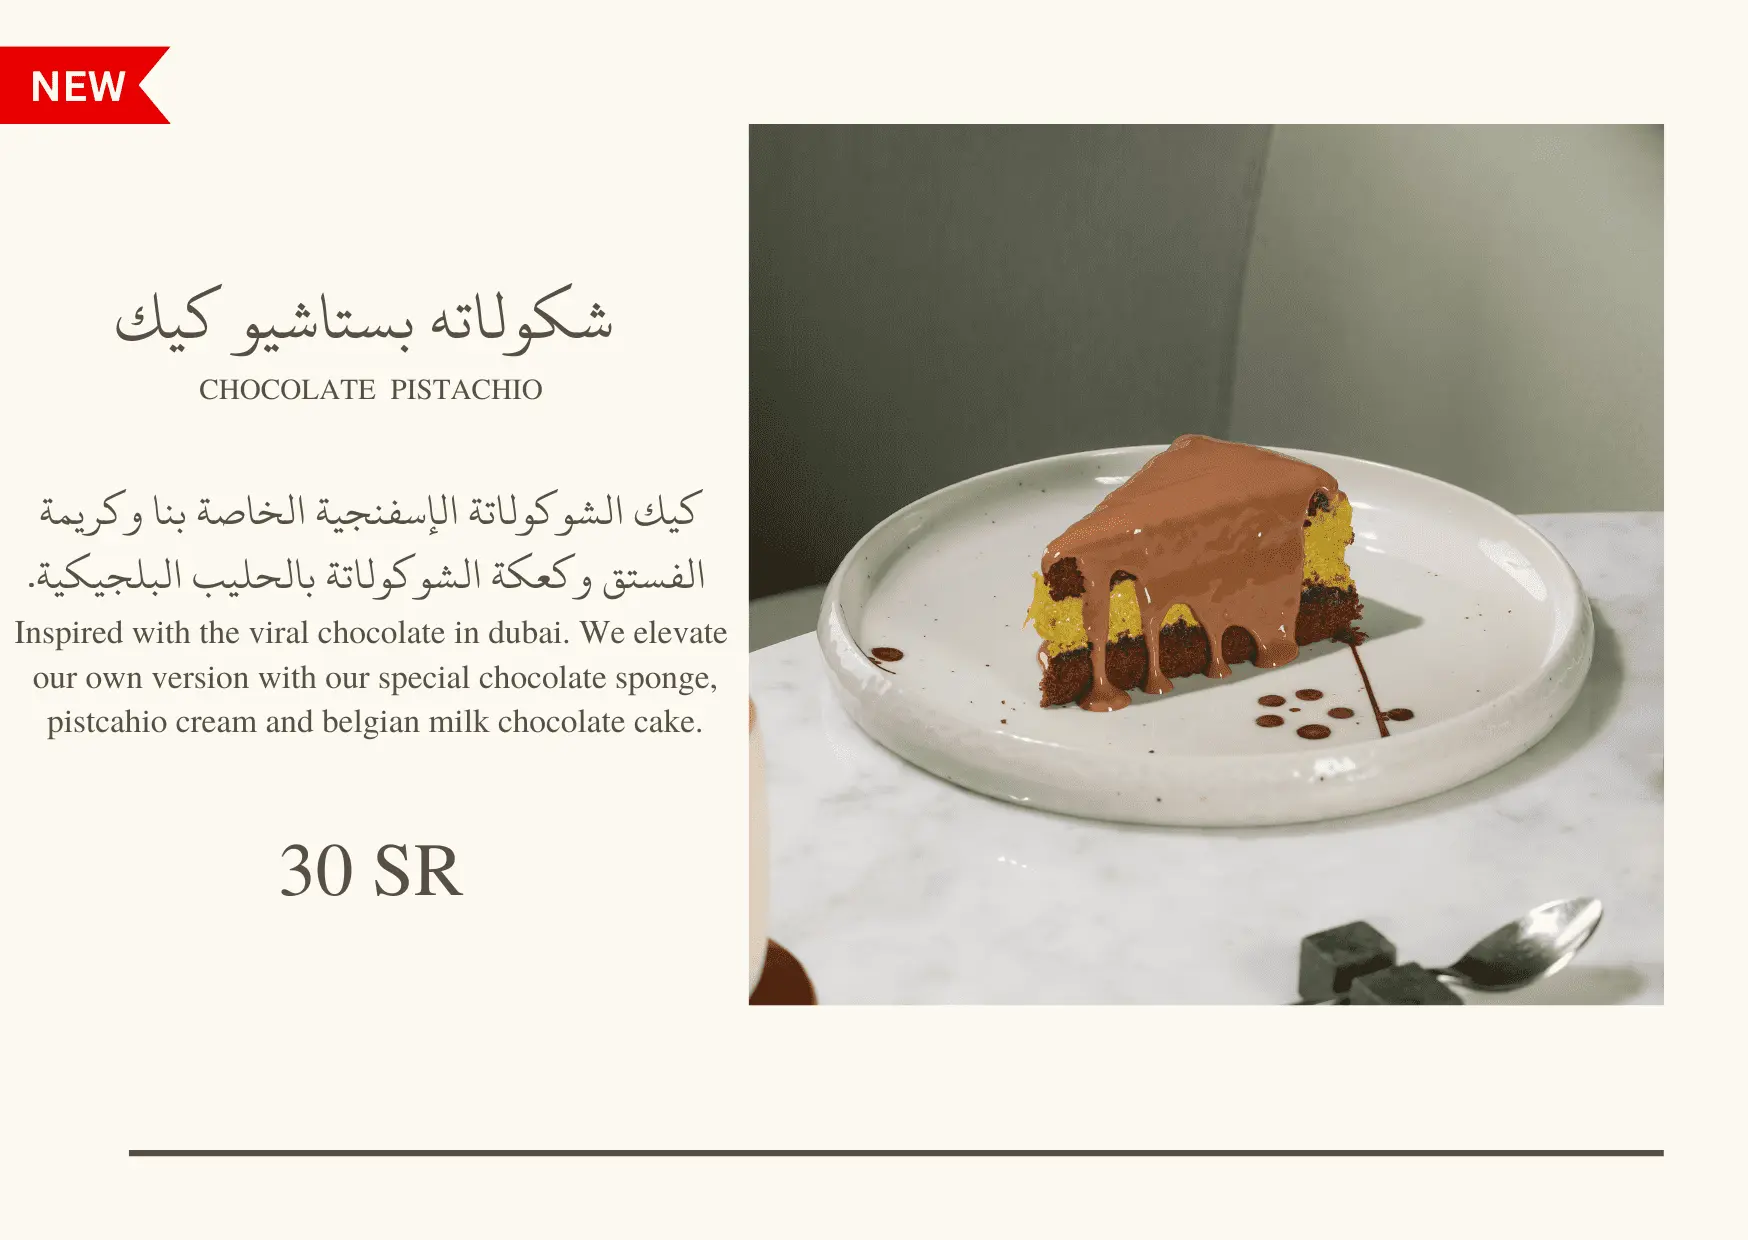 NEW
شكولاته بستاشيو كيك
CHOCOLATE PISTACHIO
كيك الشوكولاتة الإسفنجية الخاصة بنا وكريمة
الفستق وكعكة الشوكولاتة بالحليب البلجيكية.
Inspired with the viral chocolate in dubai. We elevate
our own version with our special chocolate sponge,
pistcahio cream and belgian milk chocolate cake.
30 SR